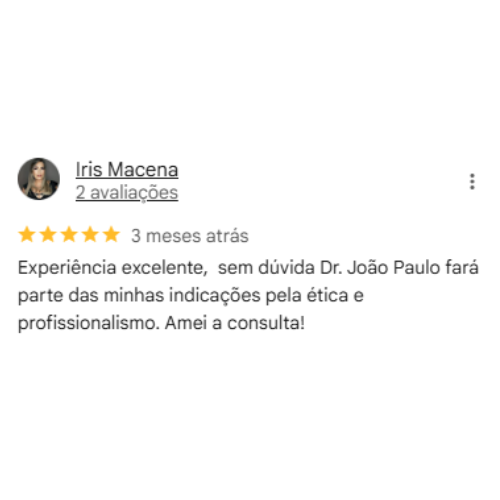 Iris Macena
2 avaliações
3 meses atrás
Experiência excelente,  sem dúvida Dr. João Paulo fará
parte das minhas indicações pela ética e
profissionalismo. Amei a consulta!